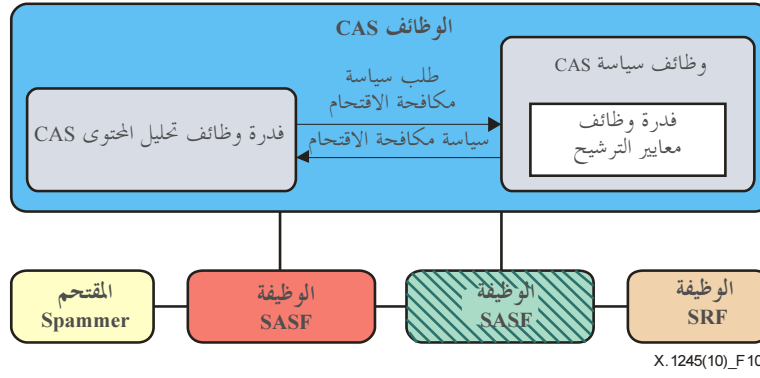 الوظائف CAS
وظائف سياسة CAS
طلب سياسة
مكافحة الاقتحام
قدرة وظائف تحليل المحتوى CAS
سياسة مكافحة الاقتحام
قدرة وظائف
معايير الترشيح
المقتحم
Spammer
الوظيفة
SASF
الوظيفة
SASF
الوظيفة
SRF
X.1245(10)_F10